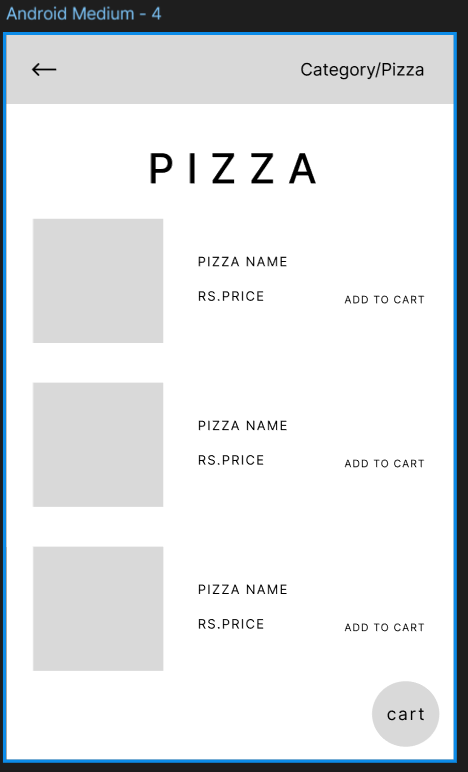 Android Medium - 4
Category/Pizza
PIZZA
PIZZA NAME
RS.PRICE
ADD TO CART
PIZZA NAME
RS.PRICE
ADD TO CART
PIZZA NAME
RS.PRICE
ADD TO CART
cart